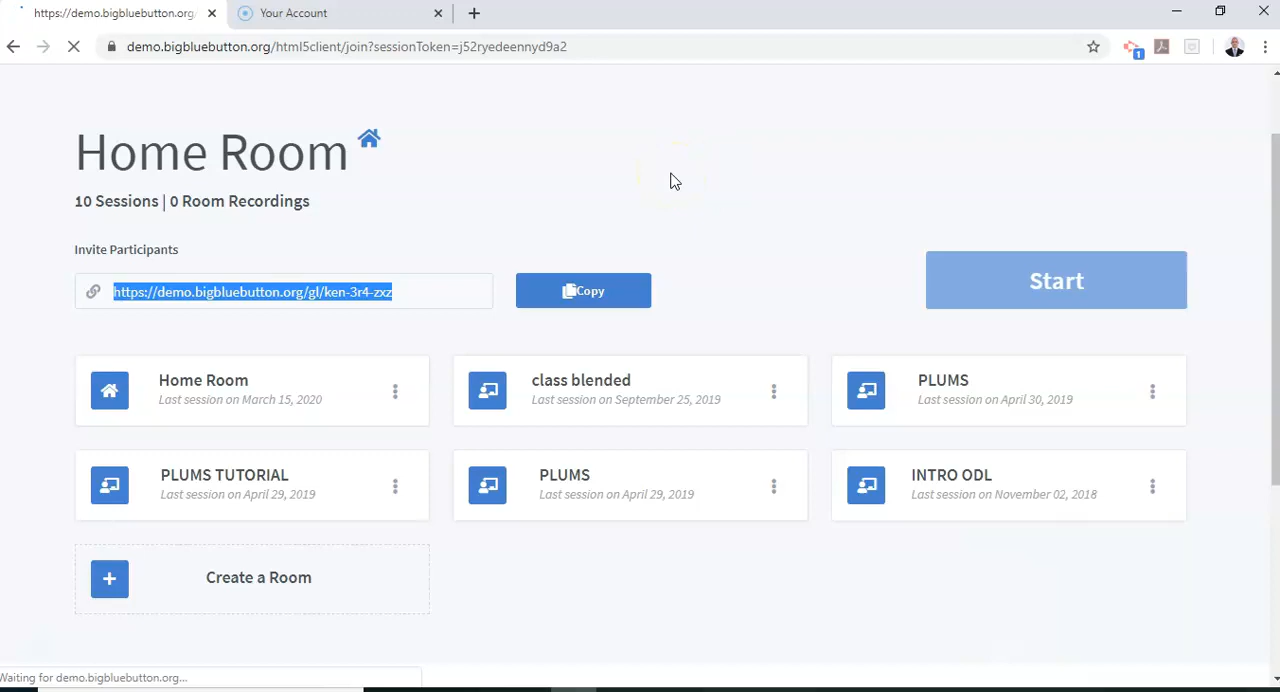 https://demo.bigbluebutton.org
Your Account
demo.bigbluebutton.org/html5client/join?sessionToken=j52ryedeennyd9a2
1
Home Room
10 Sessions | 0 Room Recordings
Invite Participants
https://demo.bigbluebutton.org/gl/ken-3r4-zxz
Copy
Start
Home Room
Last session on March 15, 2020
class blended
Last session on September 25, 2019
PLUMS
Last session on April 30, 2019
PLUMS TUTORIAL
Last session on April 29, 2019
PLUMS
Last session on April 29, 2019
INTRO ODL
Last session on November 02, 2018
Create a Room
Waiting for demo.bigbluebutton.org...